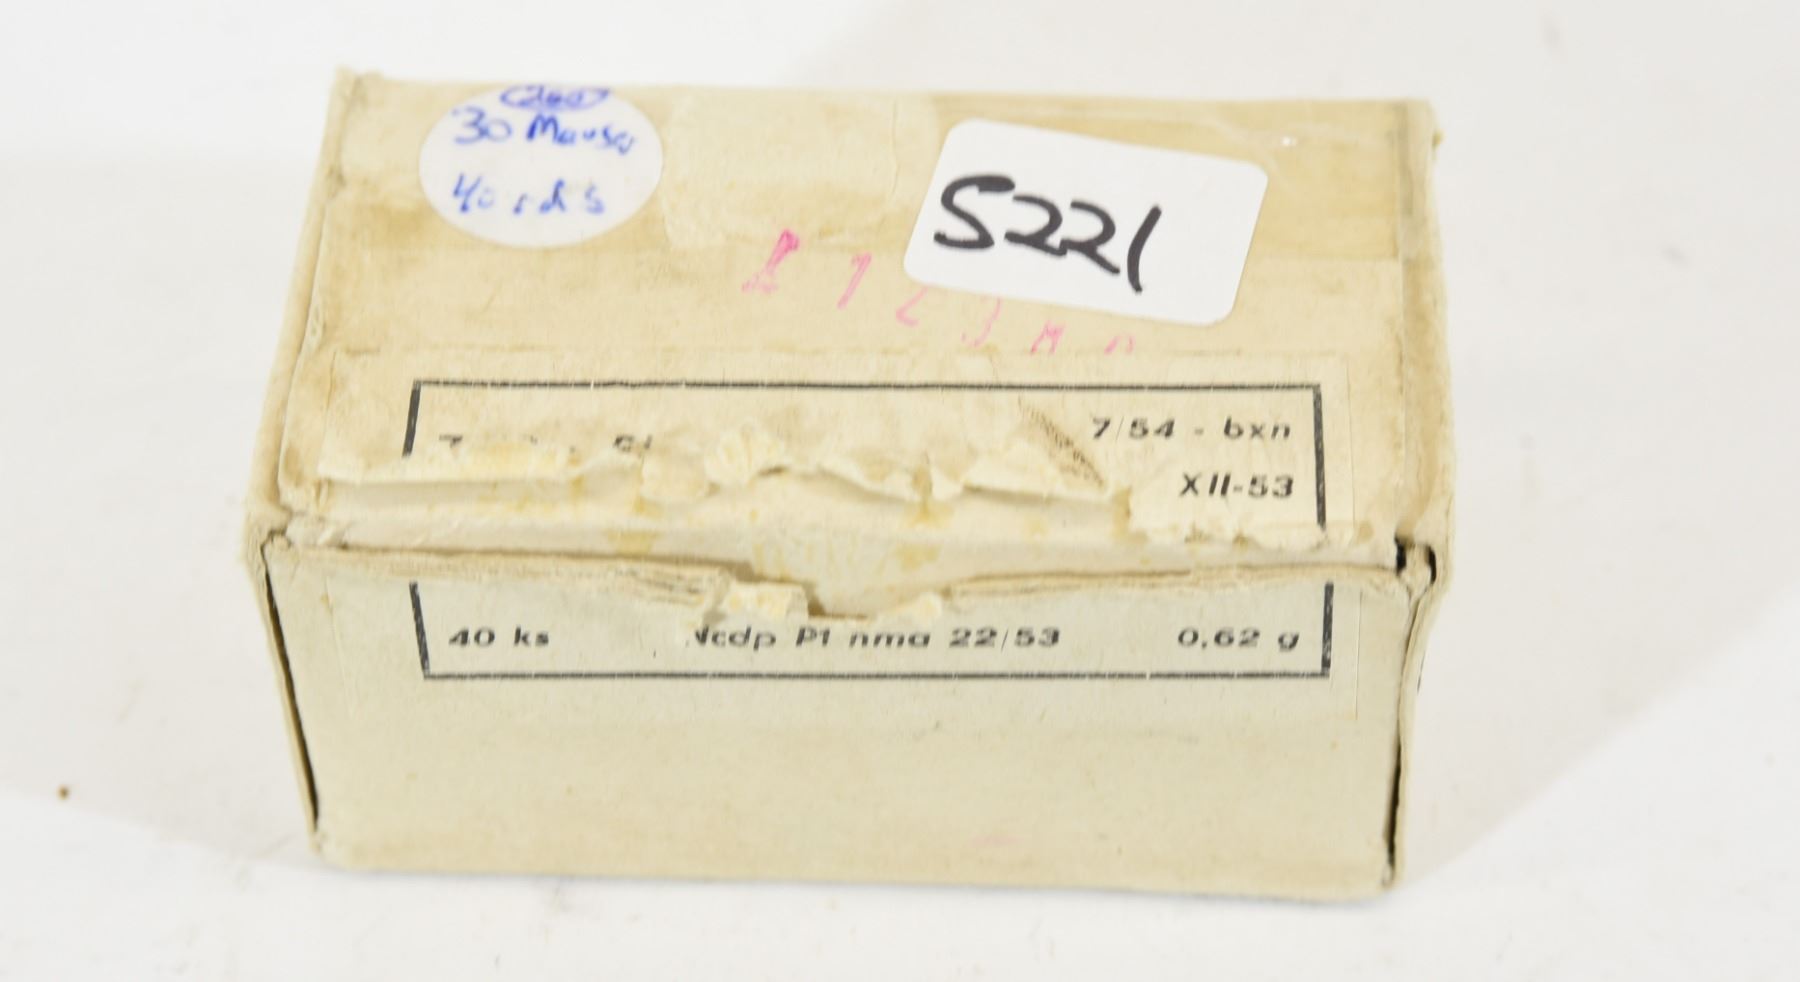 30 Mauser
40 rds
S221
7/54 - bxn
XII-53
40 ks Ncdp P1 nma 22/53 0,62 g